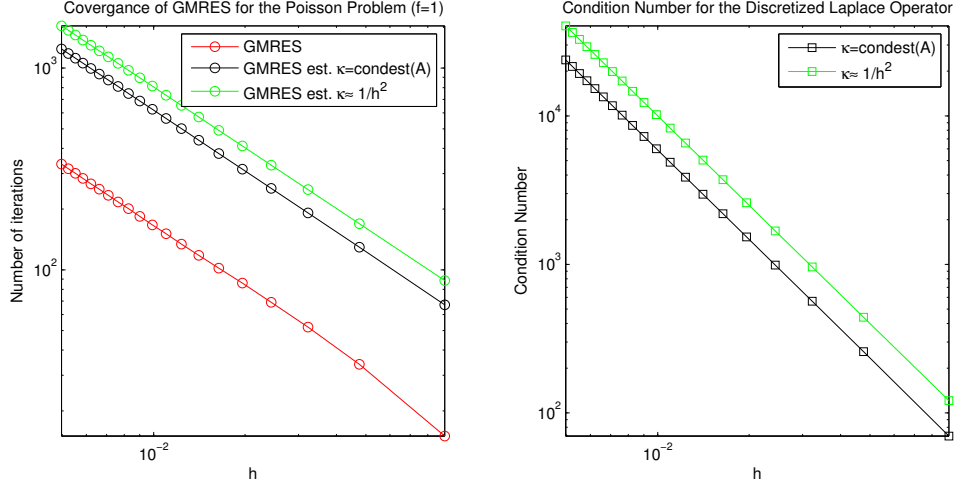 Covergance of GMRES for the Poisson Problem (f=1)
GMRES
GMRES est. κ=condest(A)
GMRES est. κ≈ 1/h²
Number of iterations
10³
10²
10⁻²
h
Condition Number for the Discretized Laplace Operator
κ=condest(A)
κ≈ 1/h²
Condition Number
10⁴
10³
10²
10⁻²
h